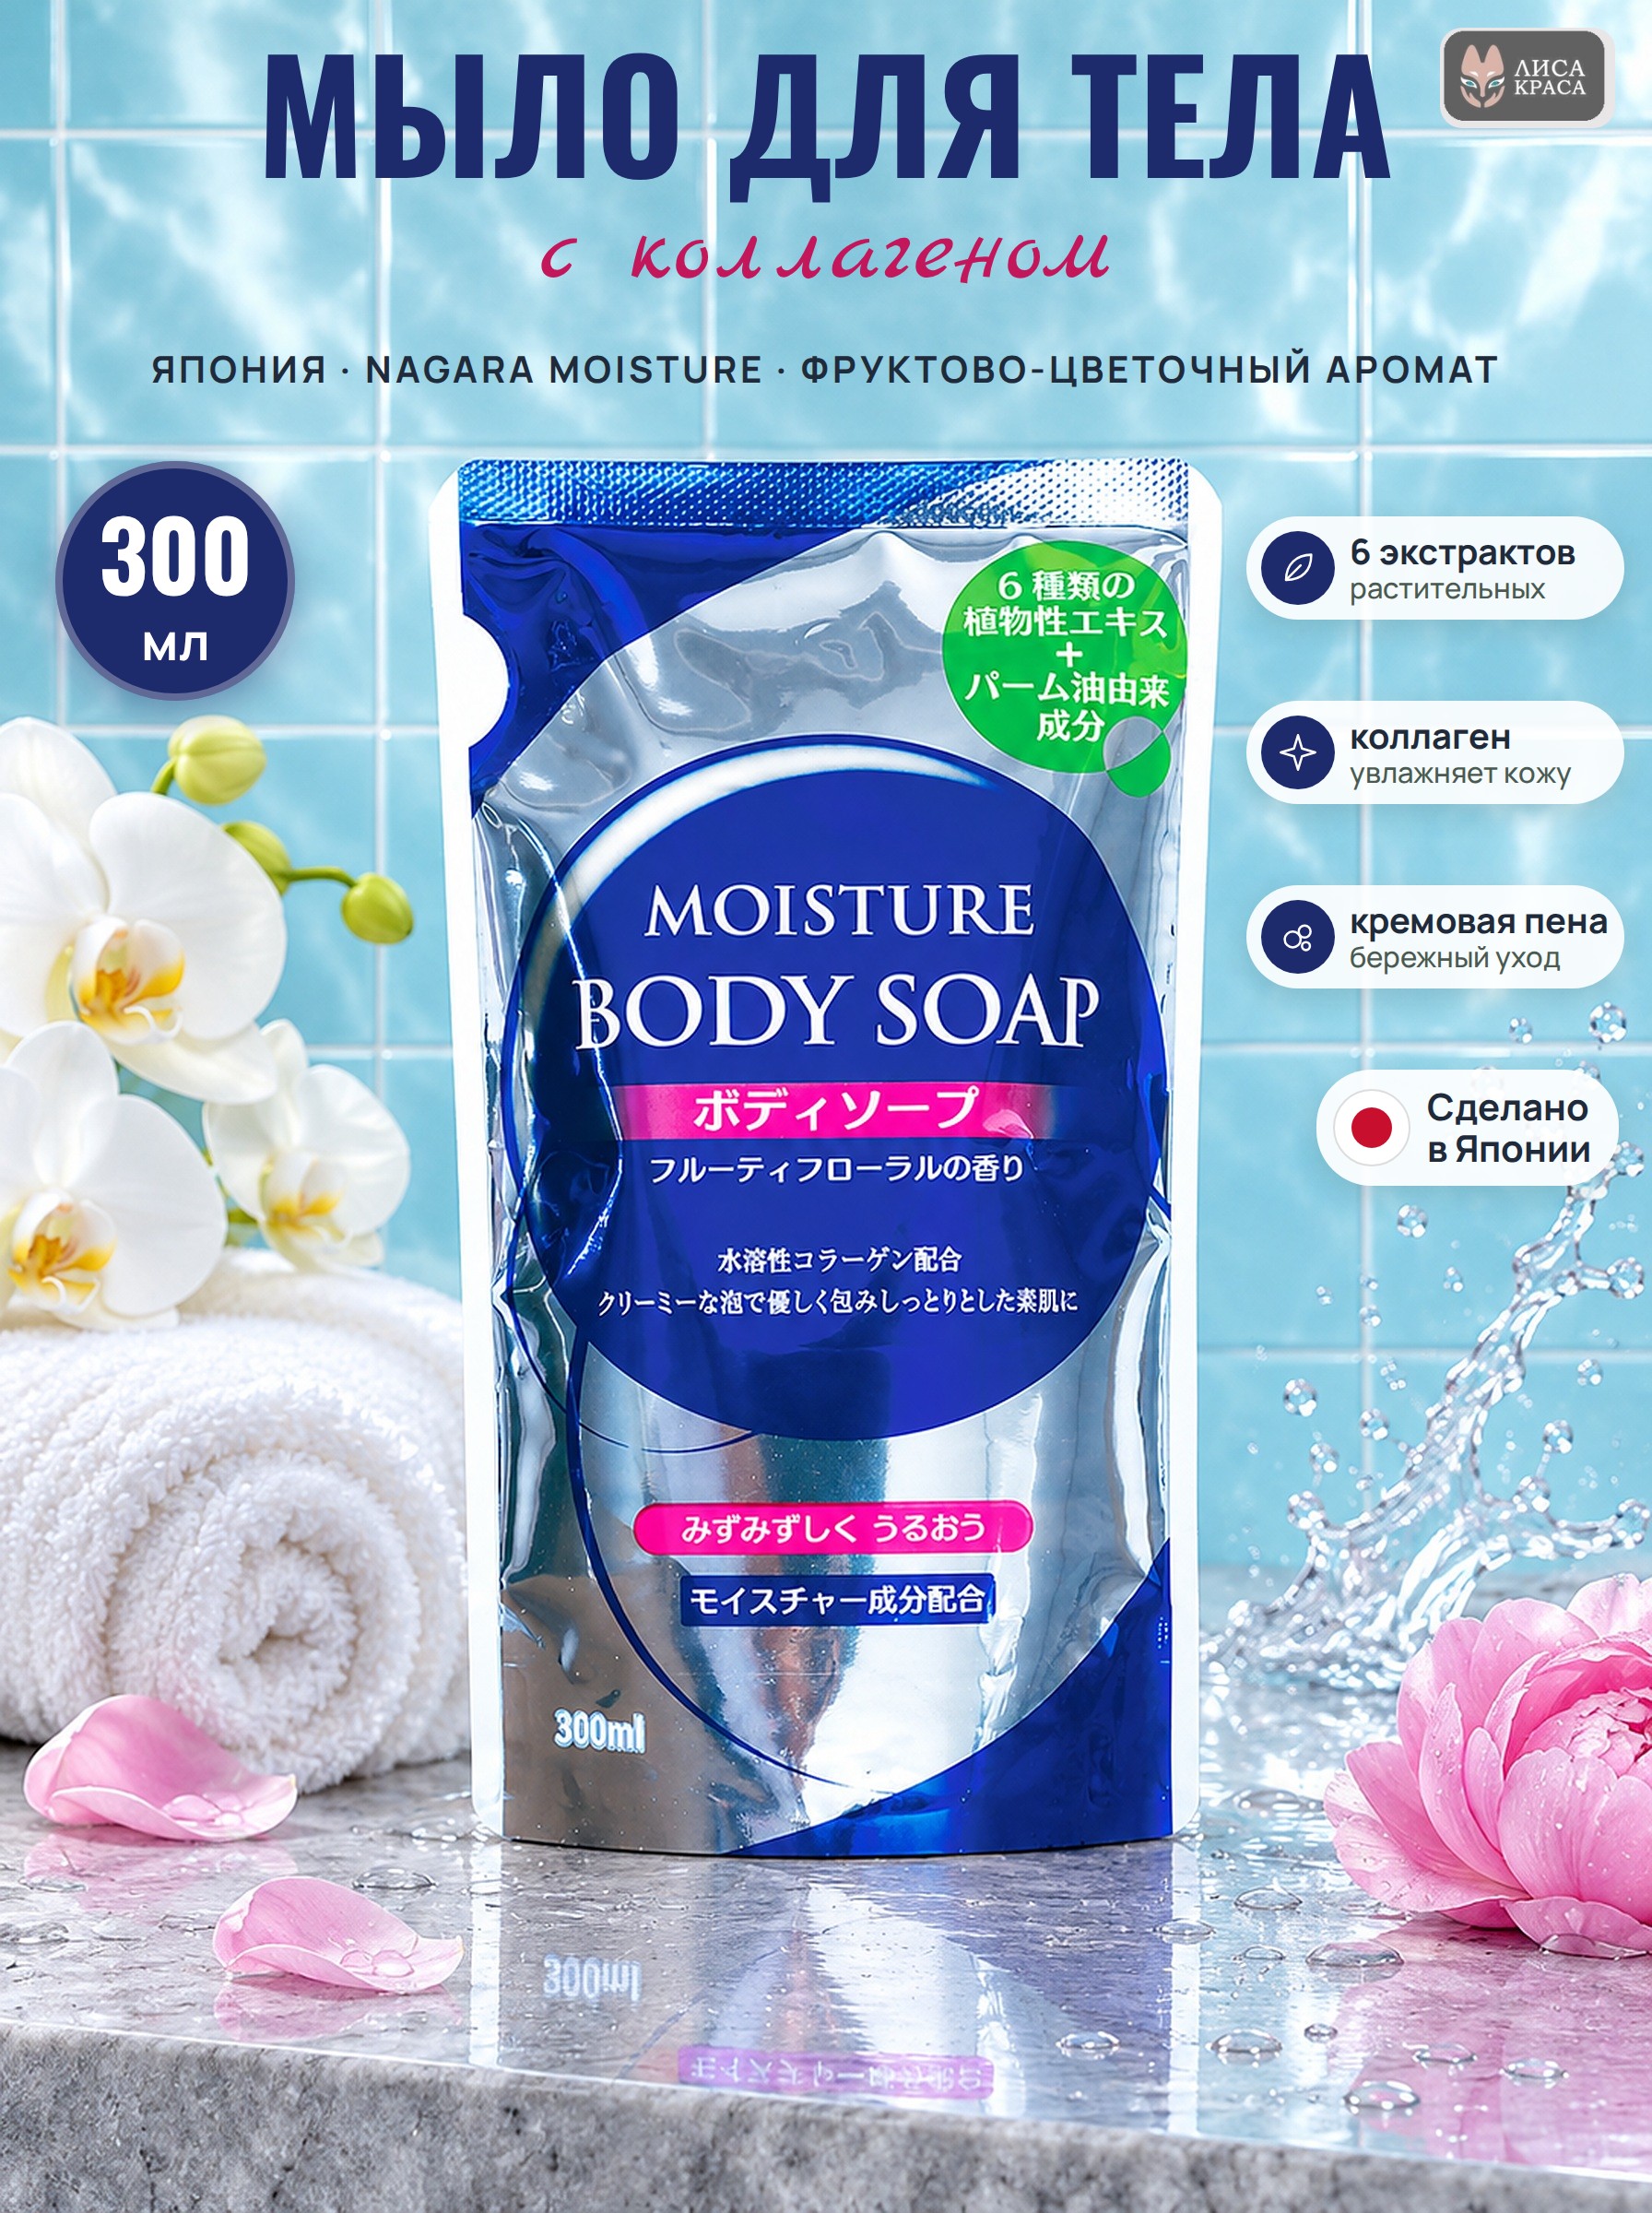 МЫЛО ДЛЯ ТЕЛА
ЛИСА
КРАСА
с коллагеном
ЯПОНИЯ · NAGARA MOISTURE · ФРУКТОВО-ЦВЕТОЧНЫЙ АРОМАТ
300
мл
6 種類の
植物性エキス
+
パーム油由来
成分
6 экстрактов
растительных
коллаген
увлажняет кожу
кремовая пена
бережный уход
Сделано
в Японии
MOISTURE
BODY SOAP
ボディソープ
フルーティフローラルの香り
水溶性コラーゲン配合
クリーミーな泡で優しく包みしっとりとした素肌に
みずみずしく うるおう
モイスチャー成分配合
300ml